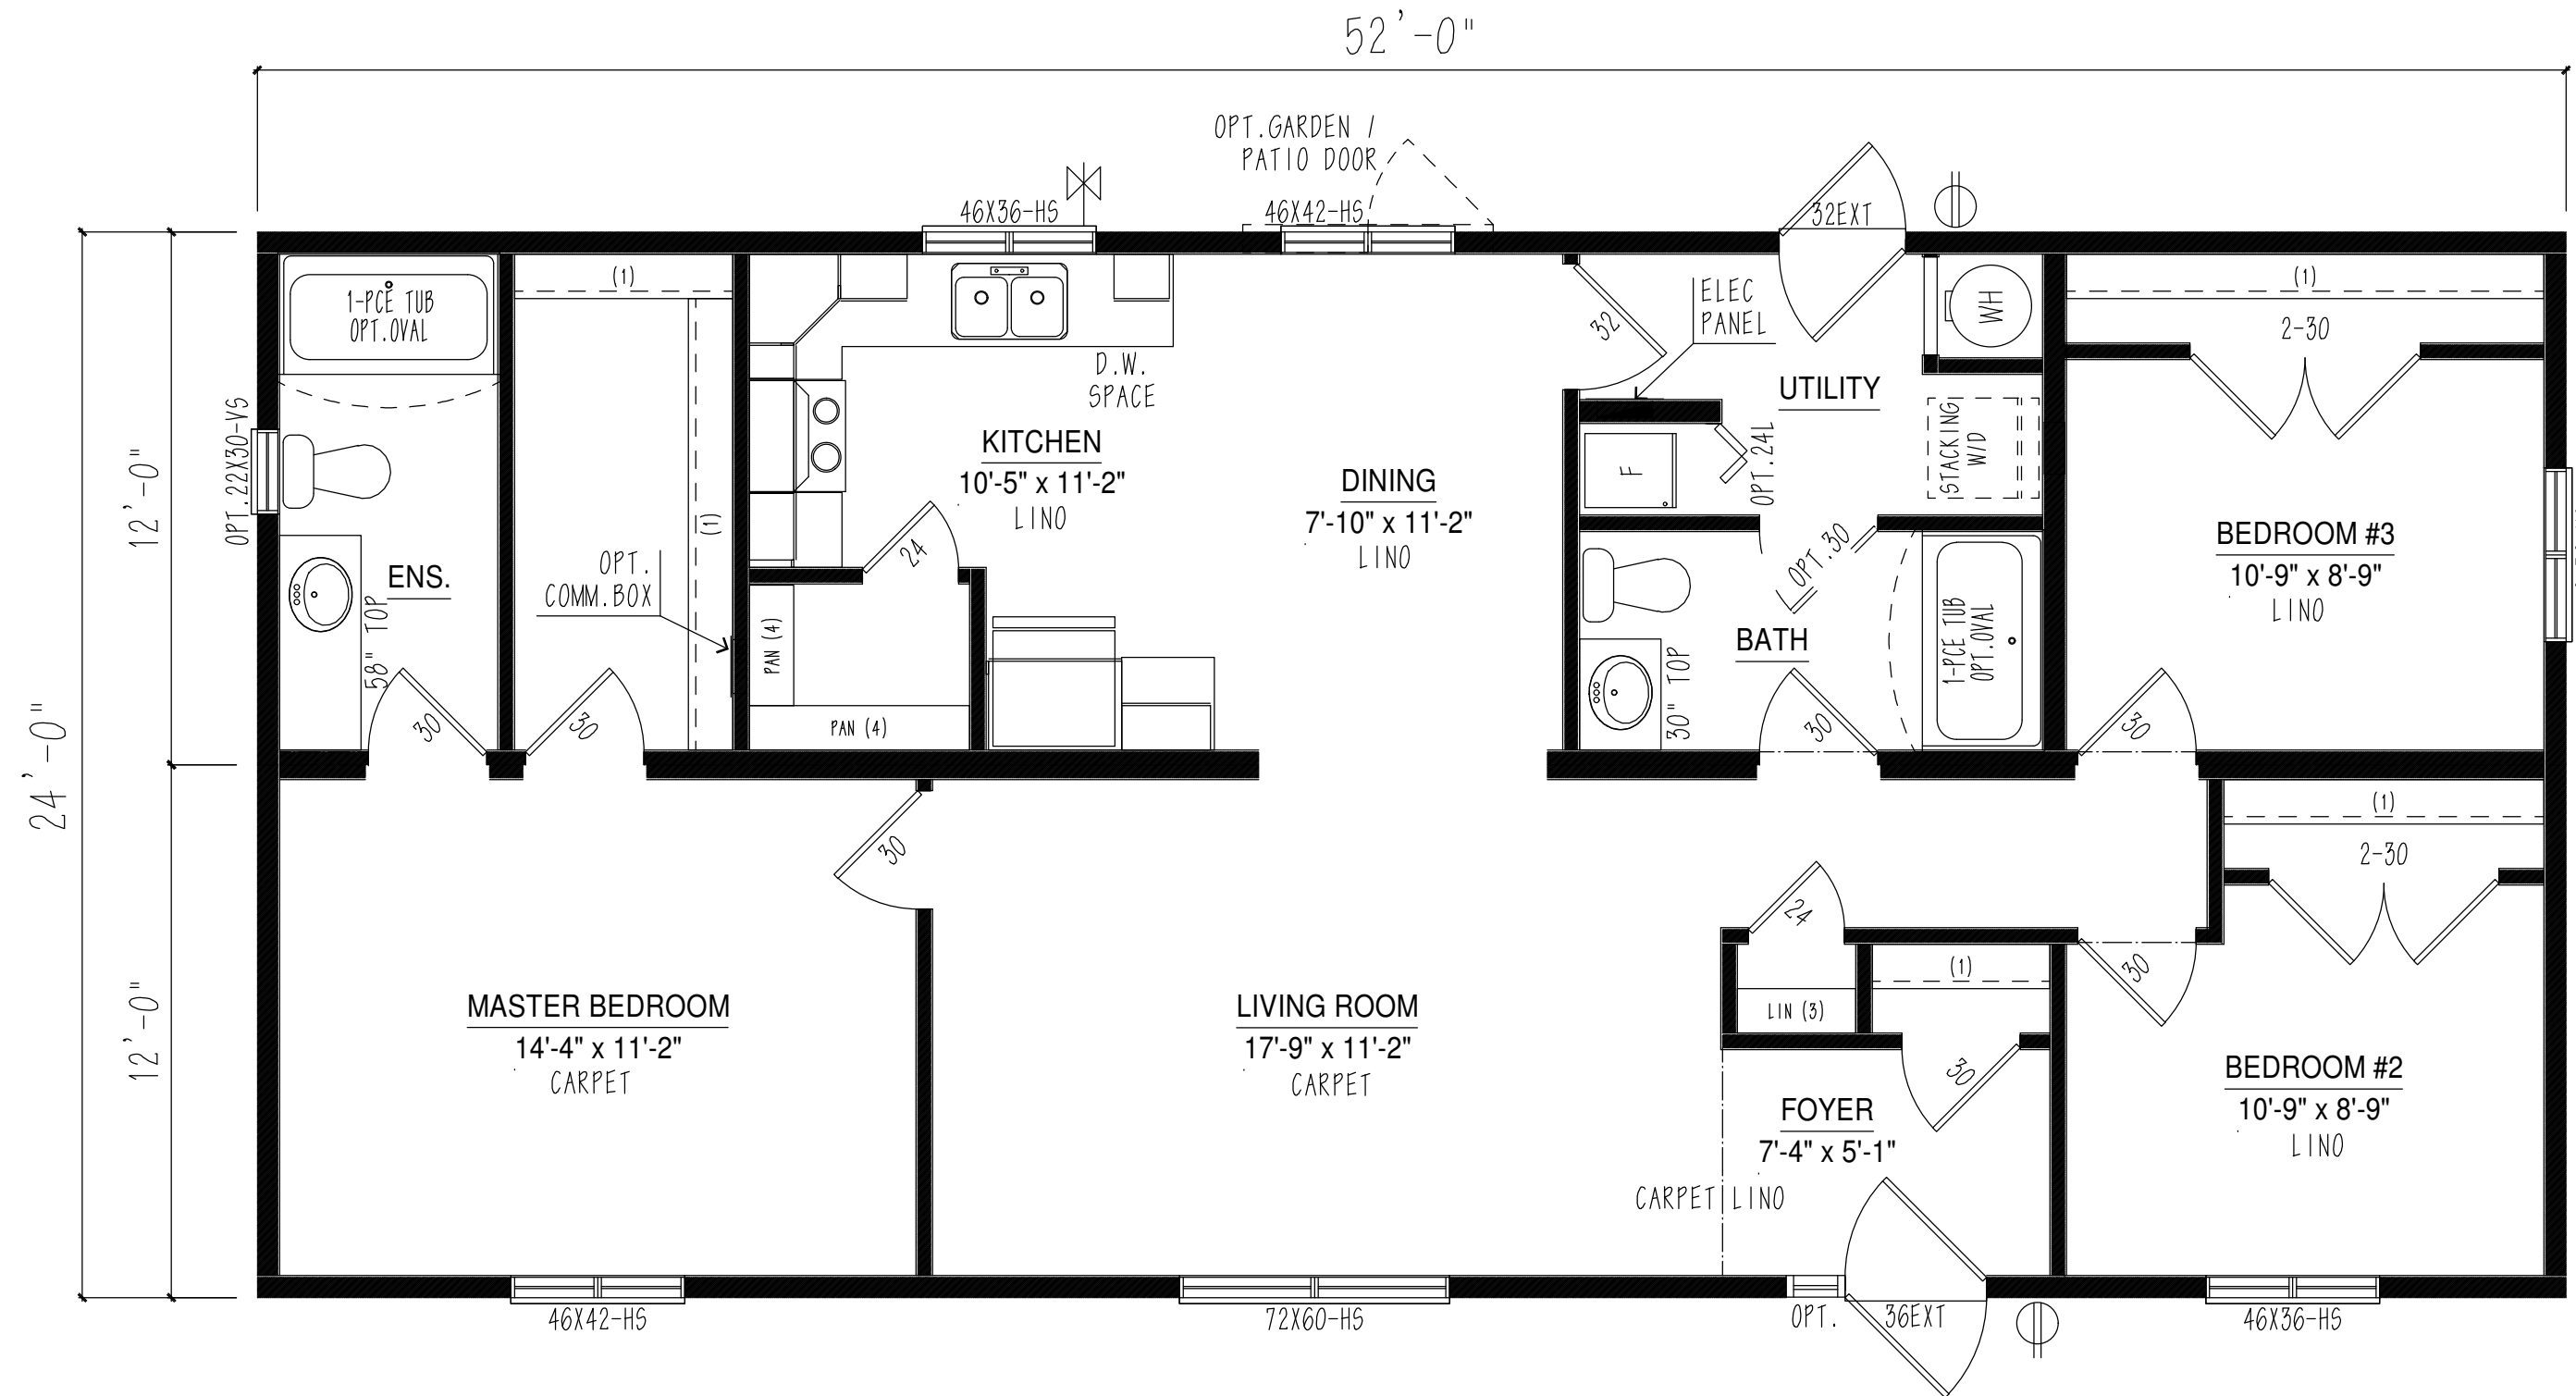 52'-0"
OPT.GARDEN /
PATIO DOOR
46X36-HS
46X42-HS
32EXT
1-PCE TUB
OPT.OVAL
(1)
ELEC
PANEL
WH
(1)
2-30
32
D.W.
SPACE
UTILITY
OPT.22X30-VS
KITCHEN
10'-5" x 11'-2"
LINO
DINING
7'-10" x 11'-2"
LINO
F
OPT.24L
STACKING
W/D
12'-0"
(1)
BEDROOM #3
10'-9" x 8'-9"
LINO
24
OPT.
COMM.BOX
ENS.
58" TOP
OPT.30
BATH
1-PCE TUB
OPT.OVAL
PAN (4)
PAN (4)
30" TOP
30
30
30
30
24'-0"
30
(1)
2-30
24
30
(1)
LIN (3)
12'-0"
MASTER BEDROOM
14'-4" x 11'-2"
CARPET
LIVING ROOM
17'-9" x 11'-2"
CARPET
30
BEDROOM #2
10'-9" x 8'-9"
LINO
FOYER
7'-4" x 5'-1"
CARPET LINO
46X42-HS
72X60-HS
OPT.
36EXT
46X36-HS